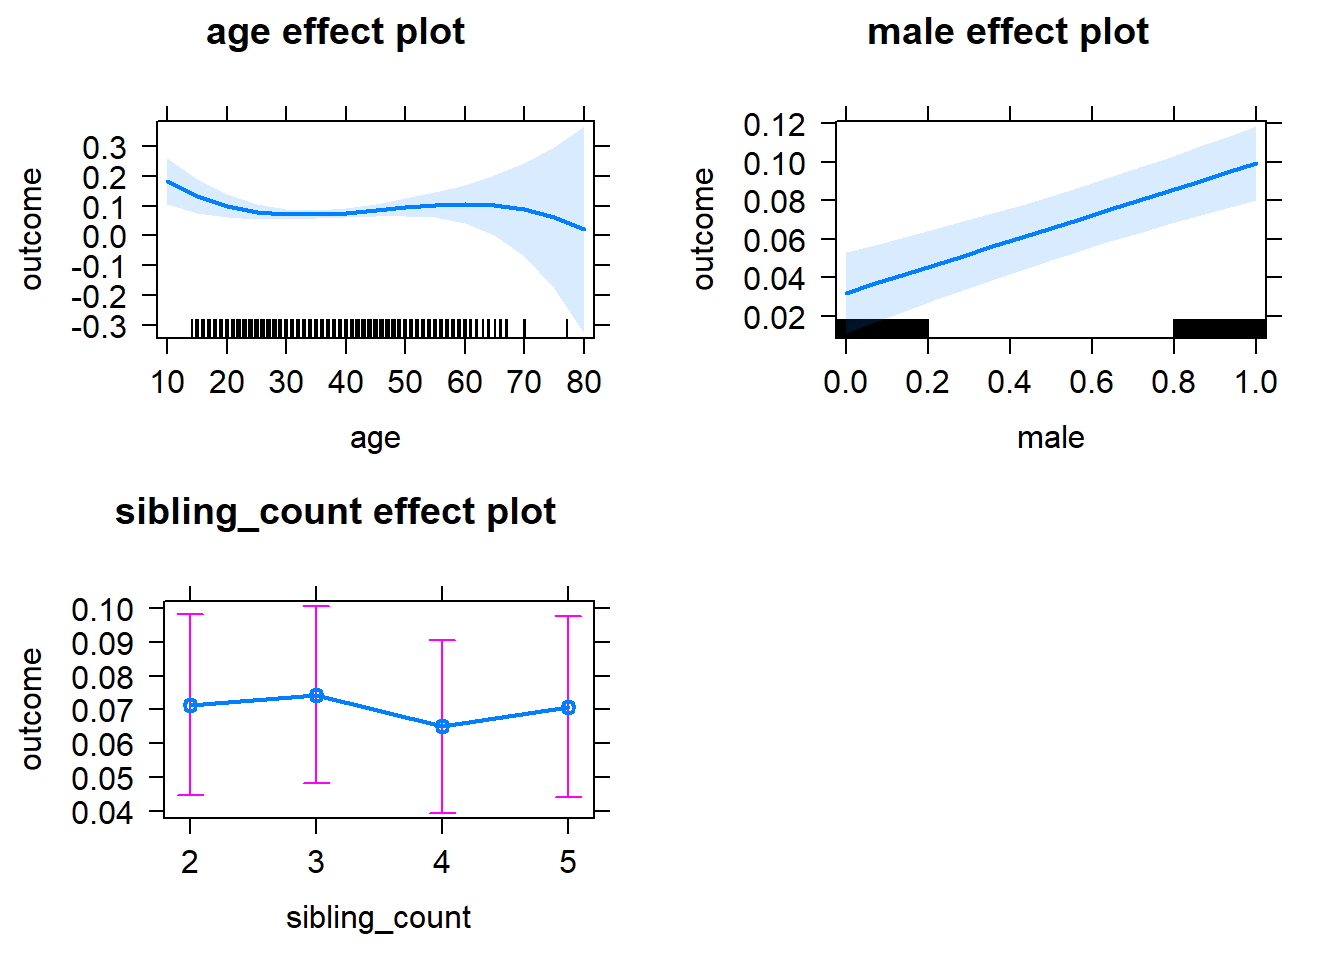 age effect plot
outcome
0.3
0.2
0.1
0.0
-0.1
-0.2
-0.3
10 20 30 40 50 60 70 80
age
male effect plot
outcome
0.12
0.10
0.08
0.06
0.04
0.02
0.0 0.2 0.4 0.6 0.8 1.0
male
sibling_count effect plot
outcome
0.10
0.09
0.08
0.07
0.06
0.05
0.04
2 3 4 5
sibling_count